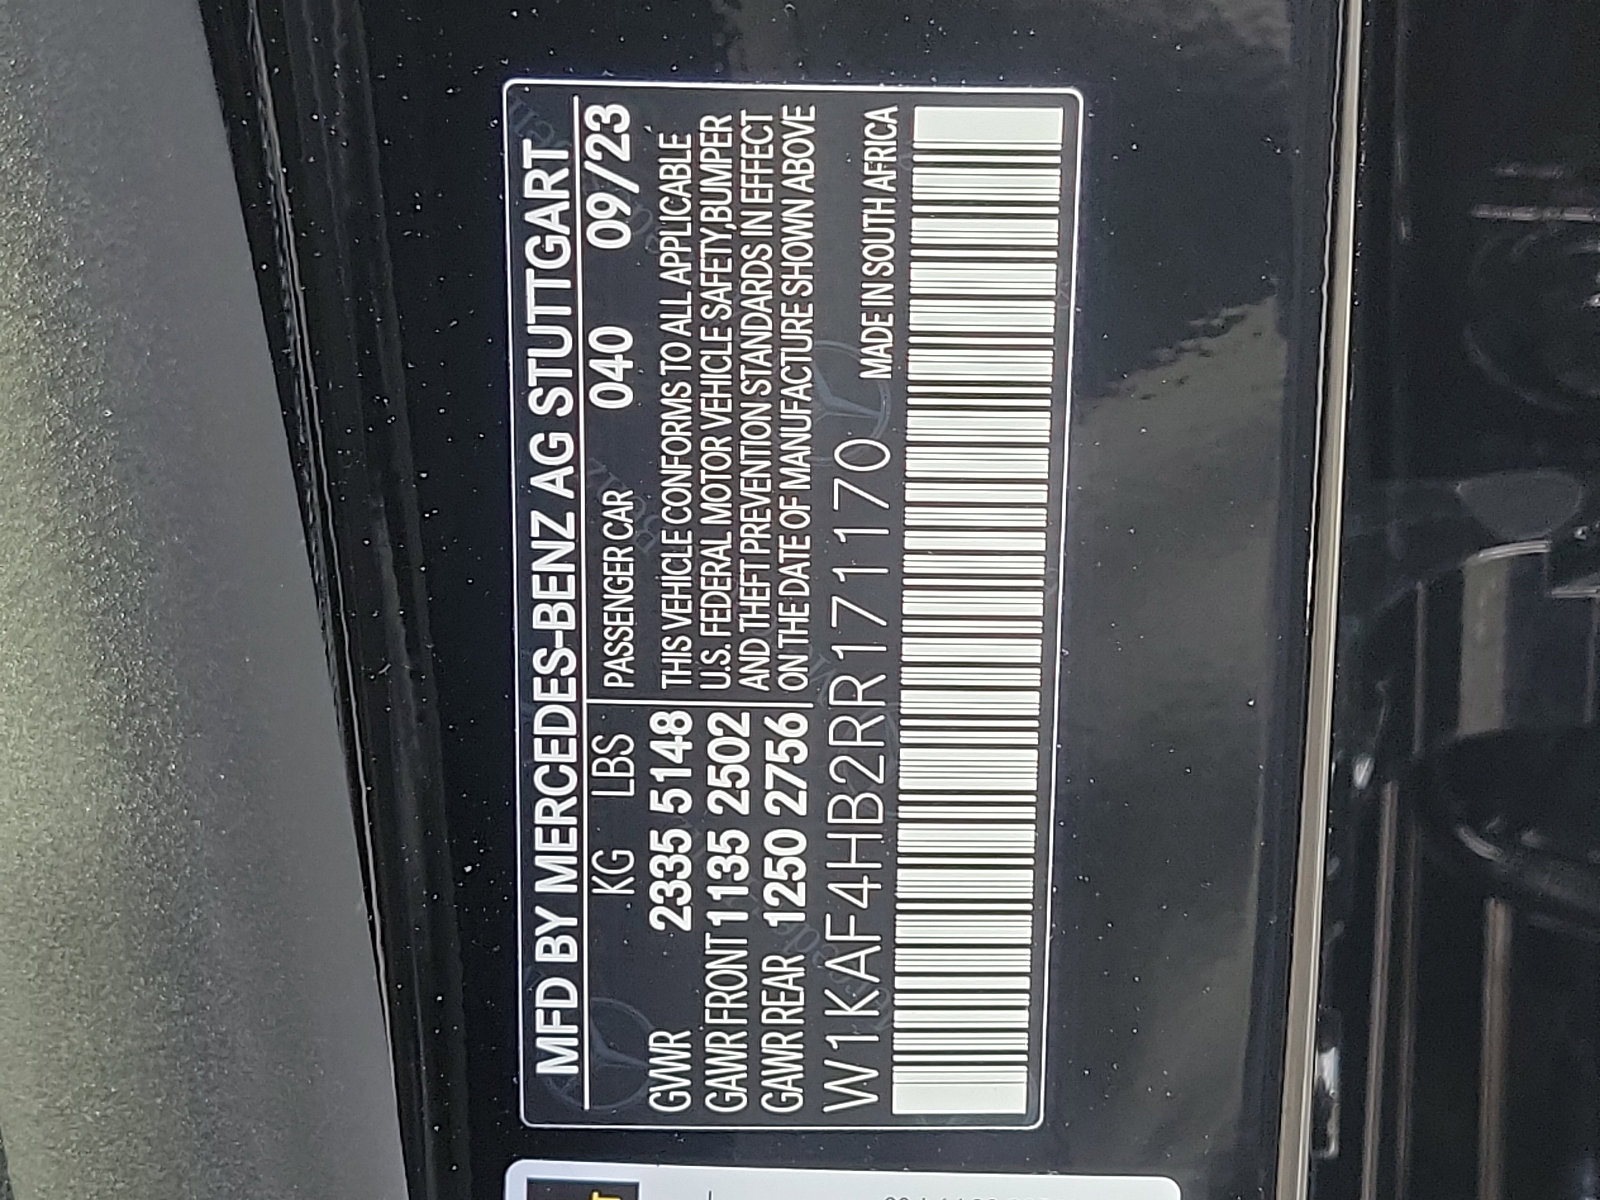 MFD BY MERCEDES-BENZ AG STUTTGART
KG LBS
GVWR 2335 5148
GAWR FRONT 1135 2502
GAWR REAR 1250 2756
PASSENGER CAR 040 09/23
THIS VEHICLE CONFORMS TO ALL APPLICABLE
U.S. FEDERAL MOTOR VEHICLE SAFETY,BUMPER
AND THEFT PREVENTION STANDARDS IN EFFECT
ON THE DATE OF MANUFACTURE SHOWN ABOVE
W1KAF4HB2RR171170
MADE IN SOUTH AFRICA